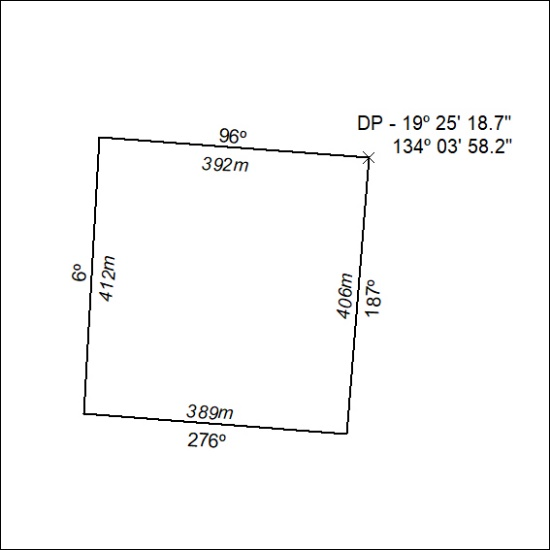 DP - 19º 25' 18.7"
134º 03' 58.2"
96º
392m
6º
412m
406m
187º
389m
276º